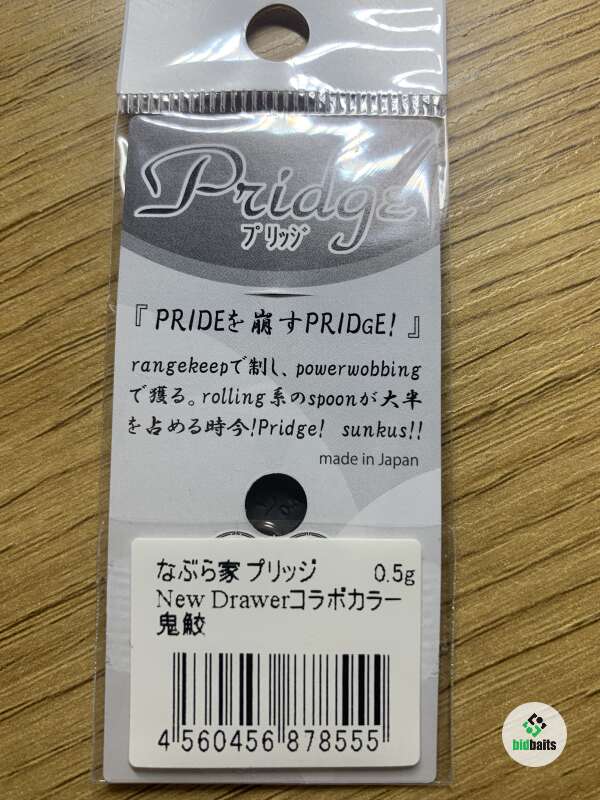 Pridge
プリッジ
『 PRIDEを崩すPRIDGE! 』
rangekeepで制し、powerwobbing
で獲る。rolling系のspoonが大半
を占める時今!Pridge! sunkus!!
made in Japan
なぶら家 プリッジ 0.5g
New Drawerコラボカラー
鬼鮫
4 560456 878555
bidbaits